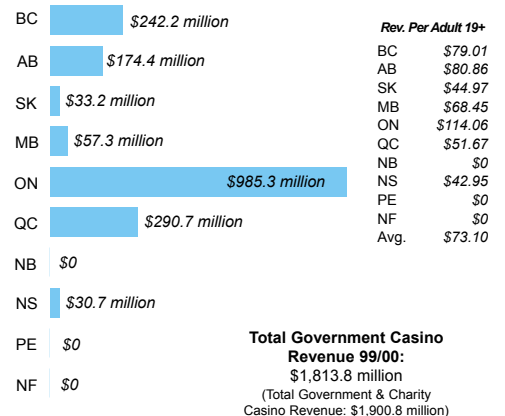 BC $242.2 million
AB $174.4 million
SK $33.2 million
MB $57.3 million
ON $985.3 million
QC $290.7 million
NB $0
NS $30.7 million
PE $0
NF $0
Rev. Per Adult 19+
BC $79.01
AB $80.86
SK $44.97
MB $68.45
ON $114.06
QC $51.67
NB $0
NS $42.95
PE $0
NF $0
Avg. $73.10
Total Government Casino
Revenue 99/00:
$1,813.8 million
(Total Government & Charity
Casino Revenue: $1,900.8 million)